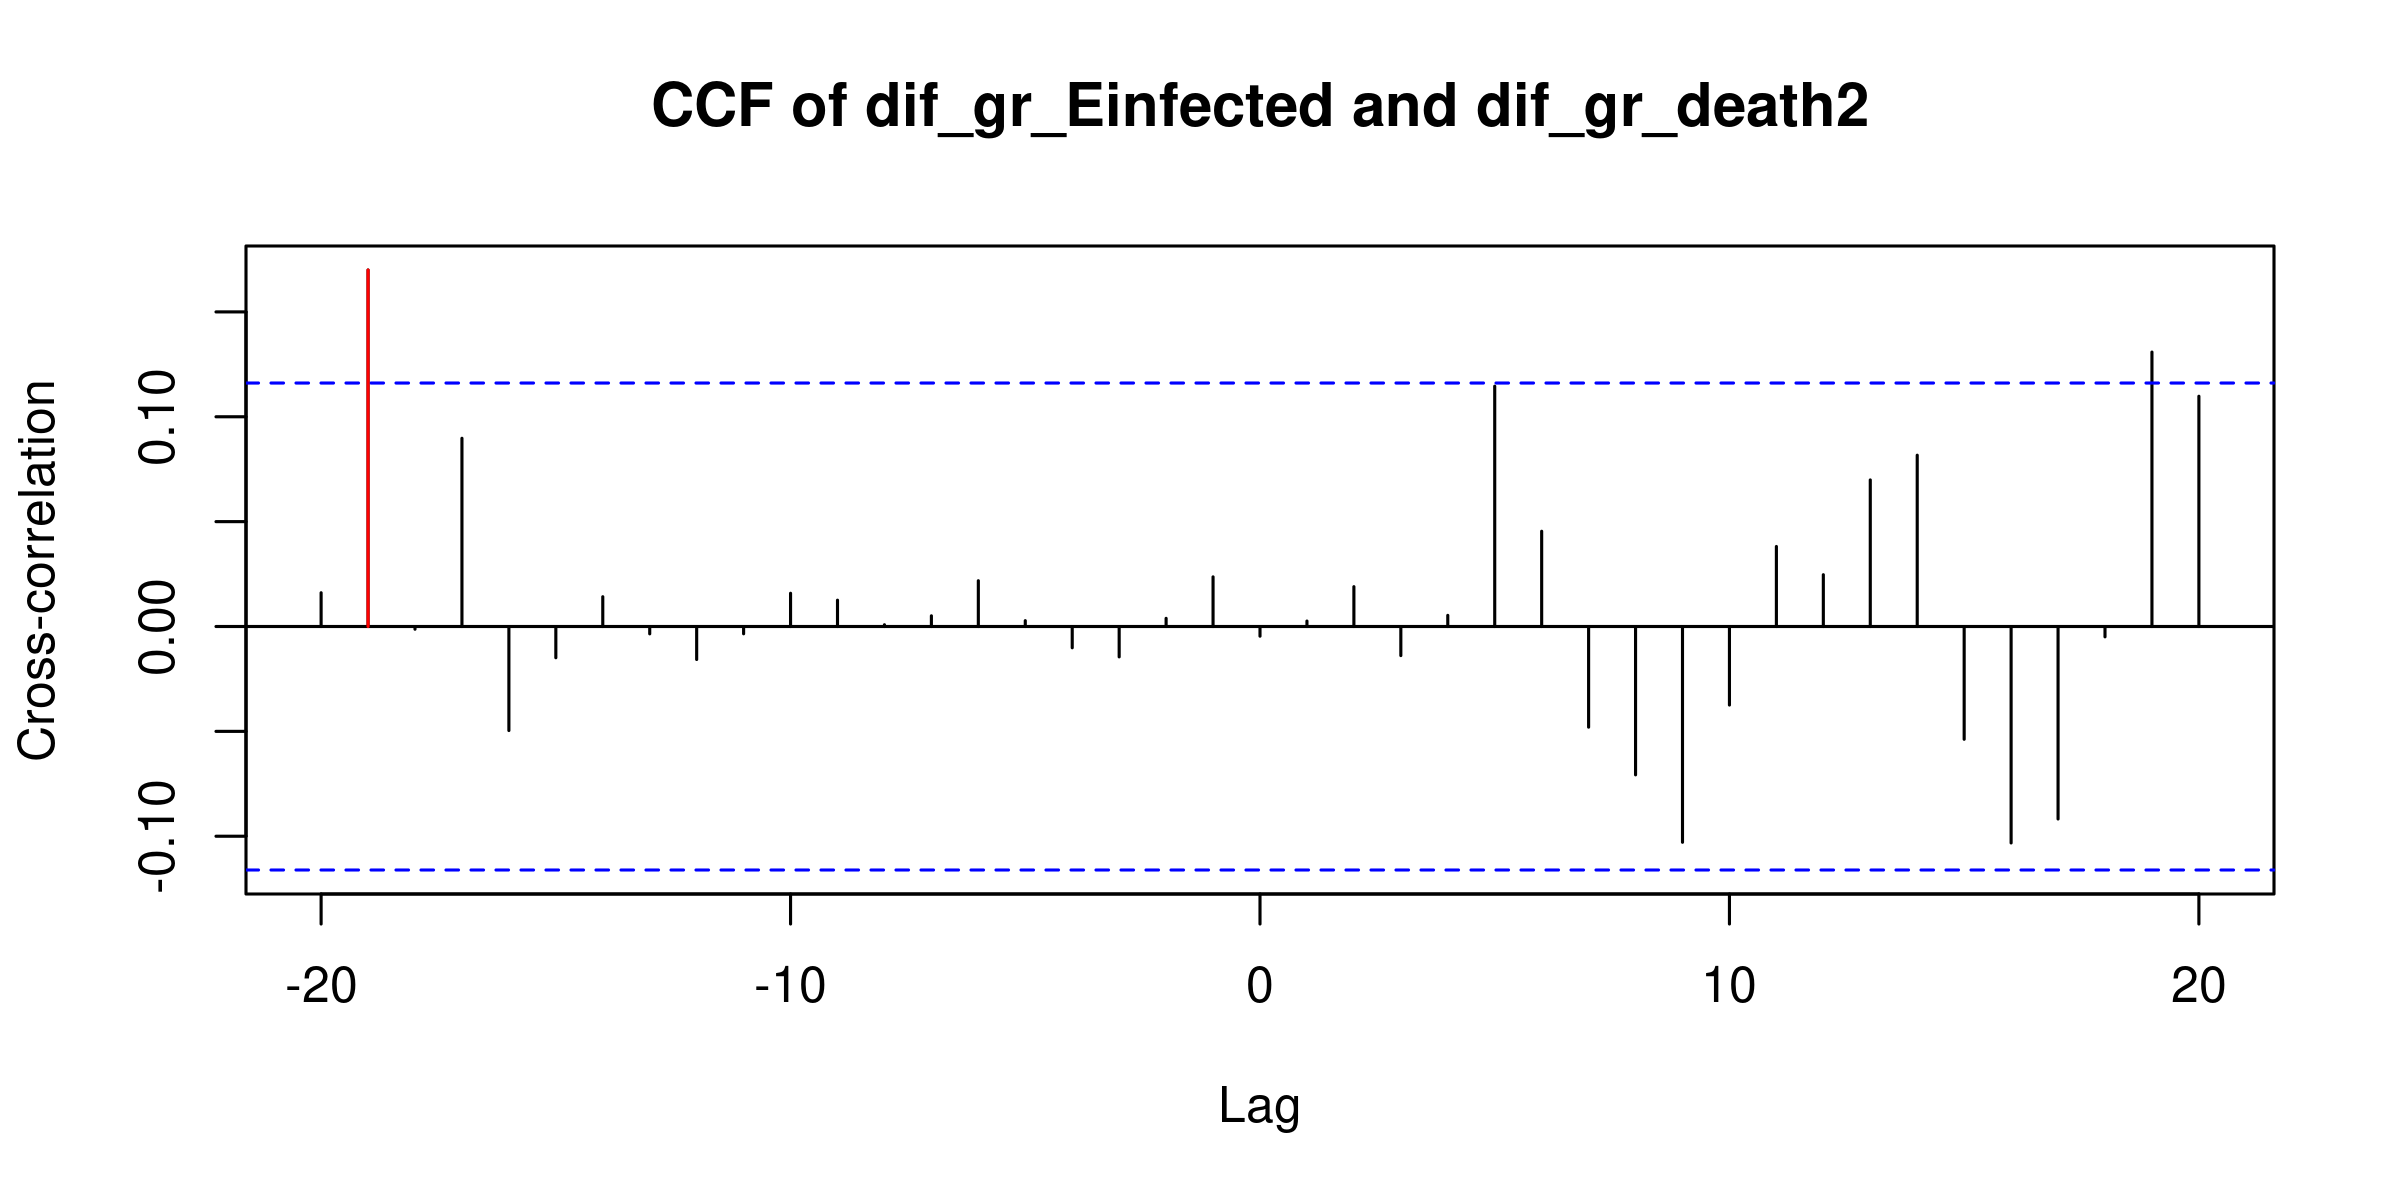 CCF of dif_gr_Einfected and dif_gr_death2
Cross-correlation
0.10
0.00
-0.10
-20 -10 0 10 20
Lag